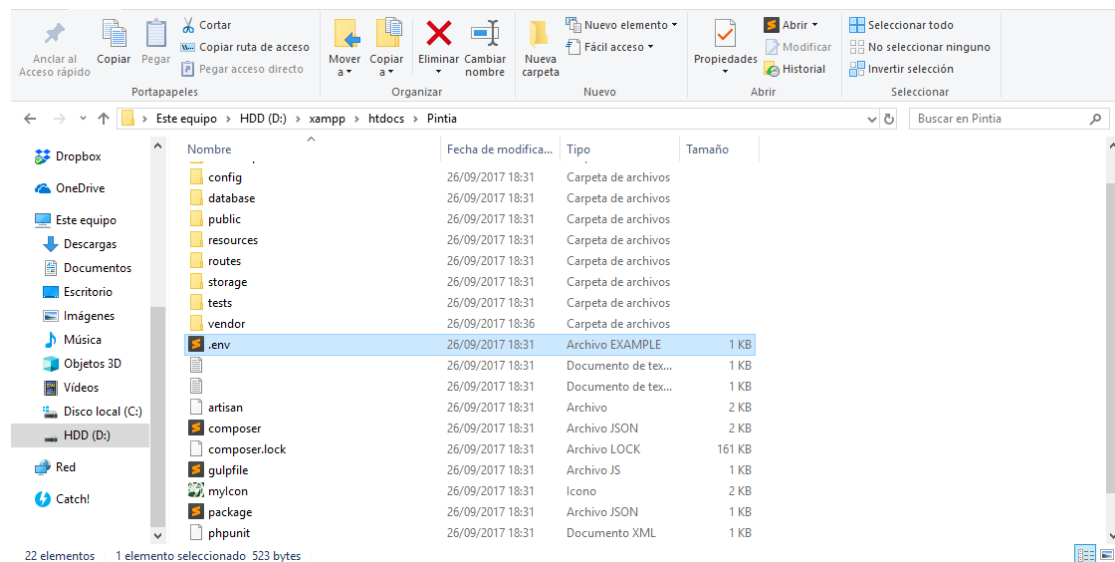 Cortar
Copiar ruta de acceso
Pegar acceso directo
Anclar al
Acceso rápido
Copiar
Pegar
Portapapeles
Mover
a
Copiar
a
Eliminar
Cambiar
nombre
Organizar
Nueva
carpeta
Nuevo elemento
Fácil acceso
Nuevo
Propiedades
Abrir
Modificar
Historial
Abrir
Seleccionar todo
No seleccionar ninguno
Invertir selección
Seleccionar
Este equipo > HDD (D:) > xampp > htdocs > Pintia
Buscar en Pintia
Dropbox
OneDrive
Este equipo
Descargas
Documentos
Escritorio
Imágenes
Música
Objetos 3D
Vídeos
Disco local (C:)
HDD (D:)
Red
Catch!
Nombre Fecha de modifica... Tipo Tamaño
config 26/09/2017 18:31 Carpeta de archivos
database 26/09/2017 18:31 Carpeta de archivos
public 26/09/2017 18:31 Carpeta de archivos
resources 26/09/2017 18:31 Carpeta de archivos
routes 26/09/2017 18:31 Carpeta de archivos
storage 26/09/2017 18:31 Carpeta de archivos
tests 26/09/2017 18:31 Carpeta de archivos
vendor 26/09/2017 18:36 Carpeta de archivos
.env 26/09/2017 18:31 Archivo EXAMPLE 1 KB
26/09/2017 18:31 Documento de tex... 1 KB
26/09/2017 18:31 Documento de tex... 1 KB
artisan 26/09/2017 18:31 Archivo 2 KB
composer 26/09/2017 18:31 Archivo JSON 2 KB
composer.lock 26/09/2017 18:31 Archivo LOCK 161 KB
gulpfile 26/09/2017 18:31 Archivo JS 1 KB
myIcon 26/09/2017 18:31 Icono 2 KB
package 26/09/2017 18:31 Archivo JSON 1 KB
phpunit 26/09/2017 18:31 Documento XML 1 KB
22 elementos 1 elemento seleccionado 523 bytes